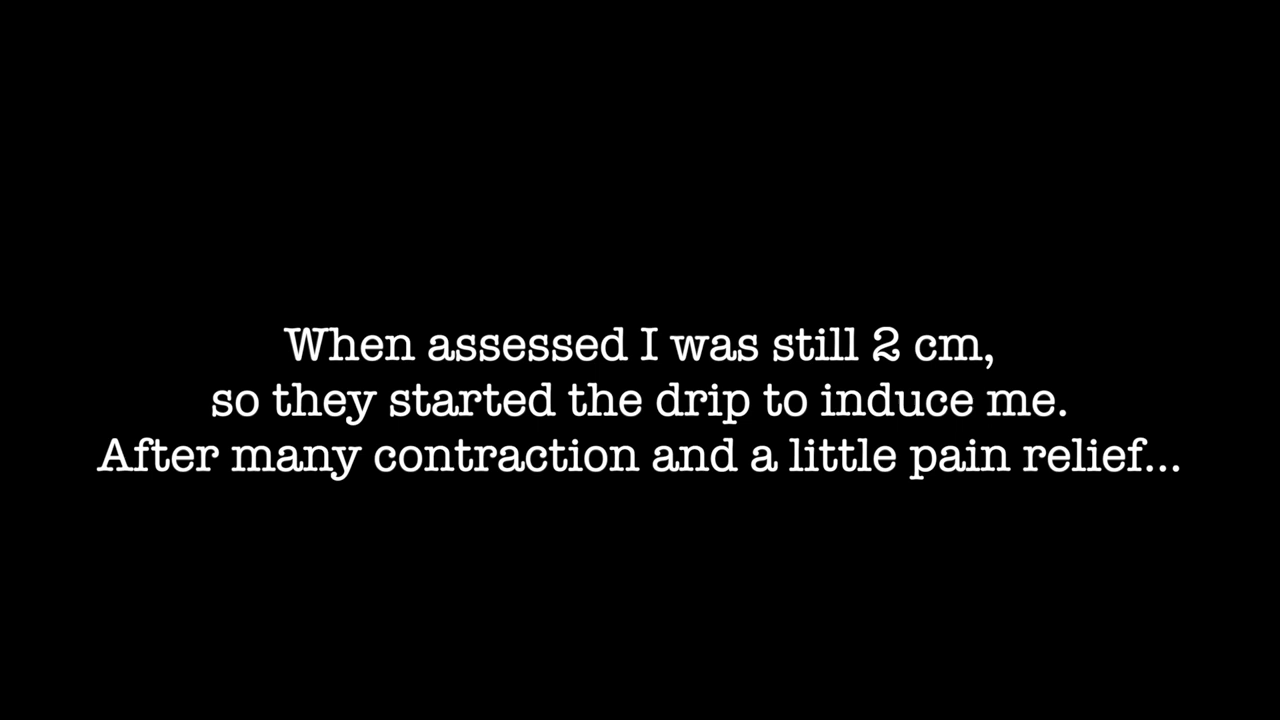 When assessed I was still 2 cm,
so they started the drip to induce me.
After many contraction and a little pain relief...